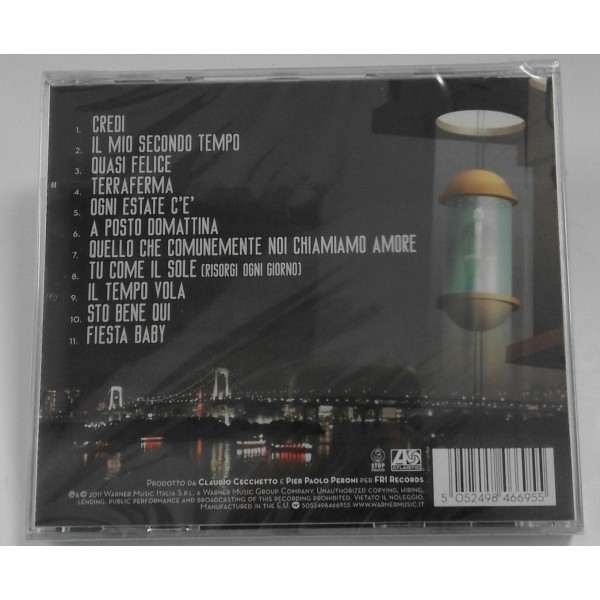 1. CREDI
2. IL MIO SECONDO TEMPO
3. QUASI FELICE
4. TERRAFERMA
5. OGNI ESTATE C'E'
6. A POSTO DOMATTINA
7. QUELLO CHE COMUNEMENTE NOI CHIAMIAMO AMORE
8. TU COME IL SOLE (RISORGI OGNI GIORNO)
9. IL TEMPO VOLA
10. STO BENE QUI
11. FIESTA BABY
PRODOTTO DA CLAUDIO CECCHETTO E PIER PAOLO PERONI PER FRI RECORDS
℗ & © 2011 WARNER MUSIC ITALIA S.R.L. A WARNER MUSIC GROUP COMPANY. UNAUTHORIZED COPYING, HIRING,
LENDING, PUBLIC PERFORMANCE AND BROADCASTING OF THIS RECORDING PROHIBITED. VIETATO IL NOLEGGIO.
MANUFACTURED IN THE E.U. 5052498466955 WWW.WARNERMUSIC.IT
STOP
ATLANTIC
5 052498 466955